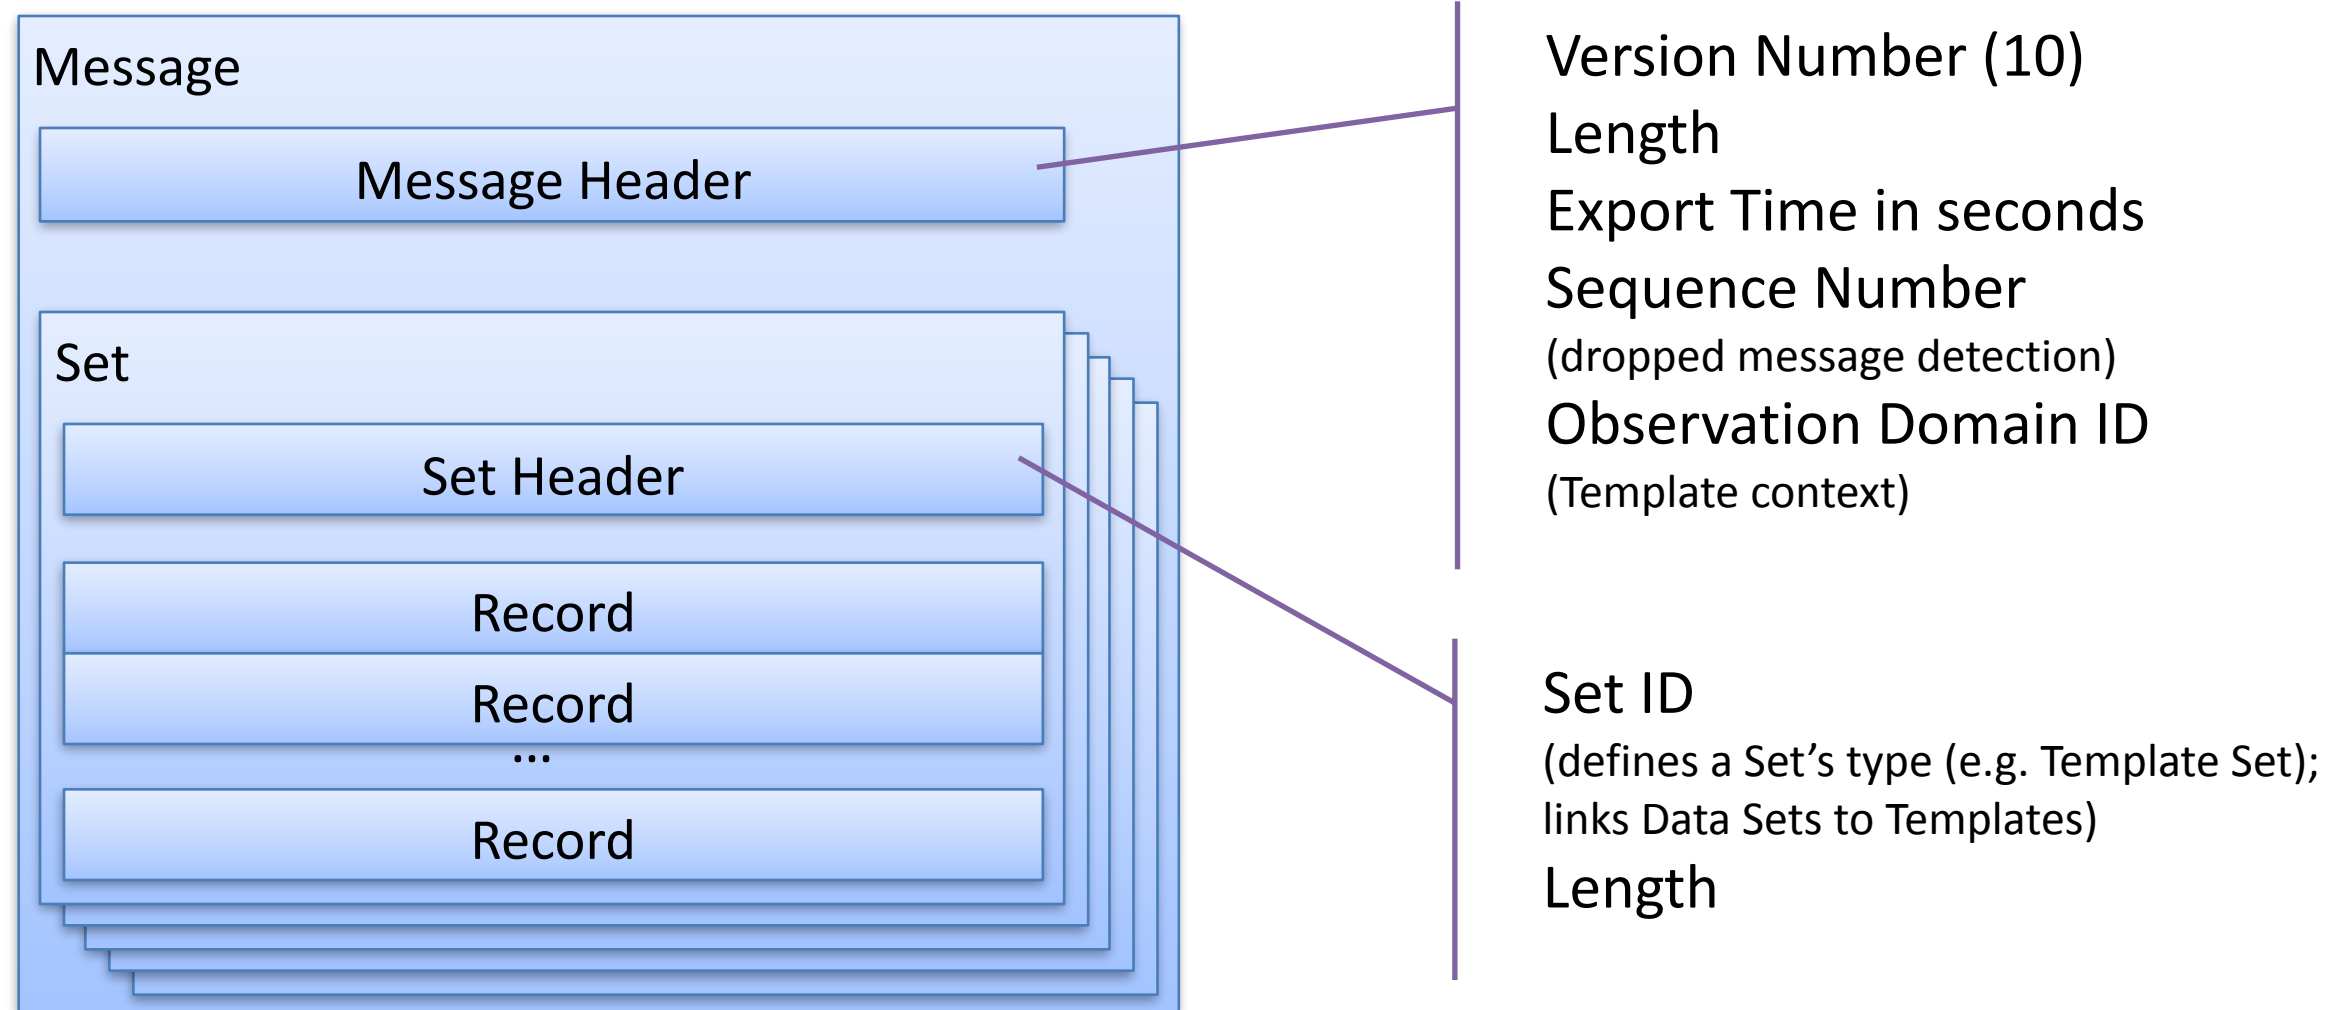 Message
Message Header
Set
Set Header
Record
Record
...
Record
Version Number (10)
Length
Export Time in seconds
Sequence Number
(dropped message detection)
Observation Domain ID
(Template context)
Set ID
(defines a Set’s type (e.g. Template Set);
links Data Sets to Templates)
Length